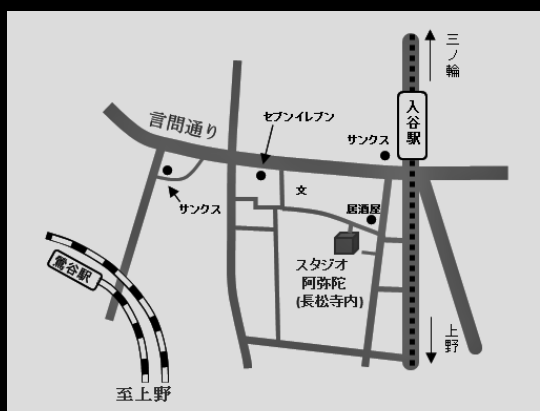 三ノ輪
入谷駅
言問通り
セブンイレブン
サンクス
サンクス
文
居酒屋
スタジオ
阿弥陀
(長松寺内)
鶯谷駅
上野
至上野